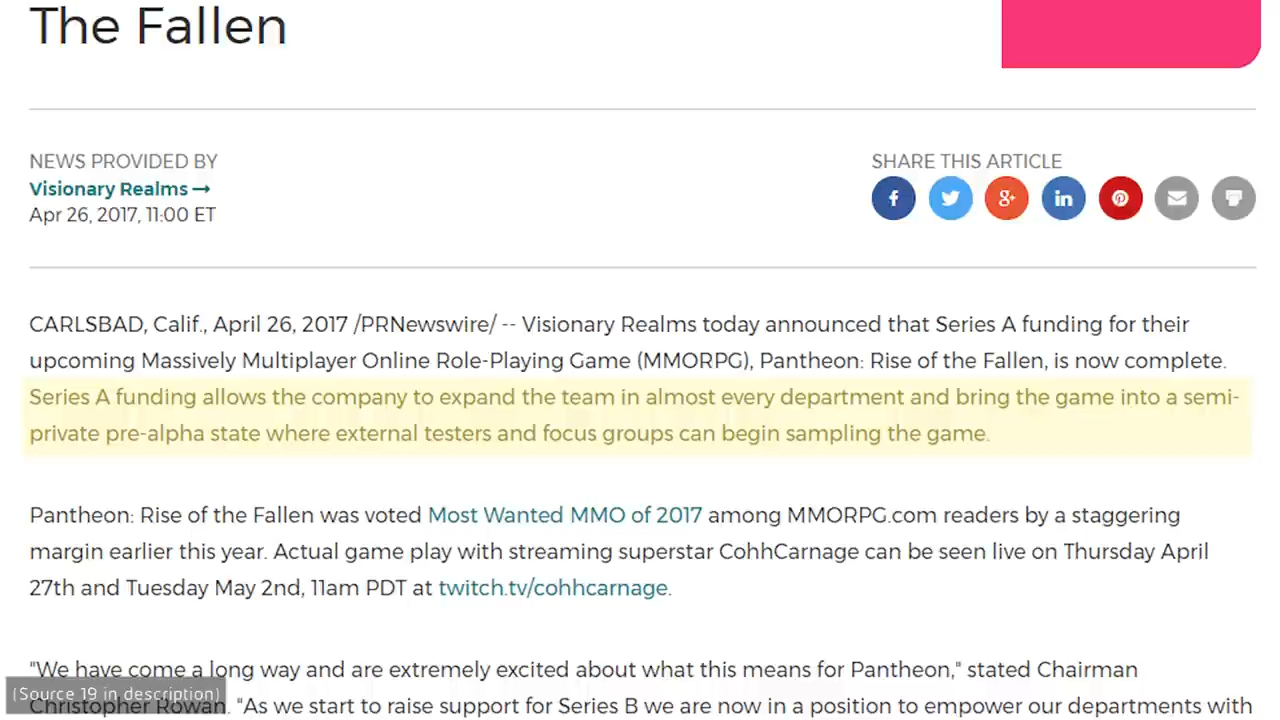 The Fallen
NEWS PROVIDED BY
Visionary Realms →
Apr 26, 2017, 11:00 ET
SHARE THIS ARTICLE
CARLSBAD, Calif., April 26, 2017 /PRNewswire/ -- Visionary Realms today announced that Series A funding for their
upcoming Massively Multiplayer Online Role-Playing Game (MMORPG), Pantheon: Rise of the Fallen, is now complete.
Series A funding allows the company to expand the team in almost every department and bring the game into a semi-
private pre-alpha state where external testers and focus groups can begin sampling the game.
Pantheon: Rise of the Fallen was voted Most Wanted MMO of 2017 among MMORPG.com readers by a staggering
margin earlier this year. Actual game play with streaming superstar CohhCarnage can be seen live on Thursday April
27th and Tuesday May 2nd, 11am PDT at twitch.tv/cohhcarnage.
"We have come a long way and are extremely excited about what this means for Pantheon," stated Chairman
Christopher Rowan. "As we start to raise support for Series B we are now in a position to empower our departments with
(Source 19 in description)